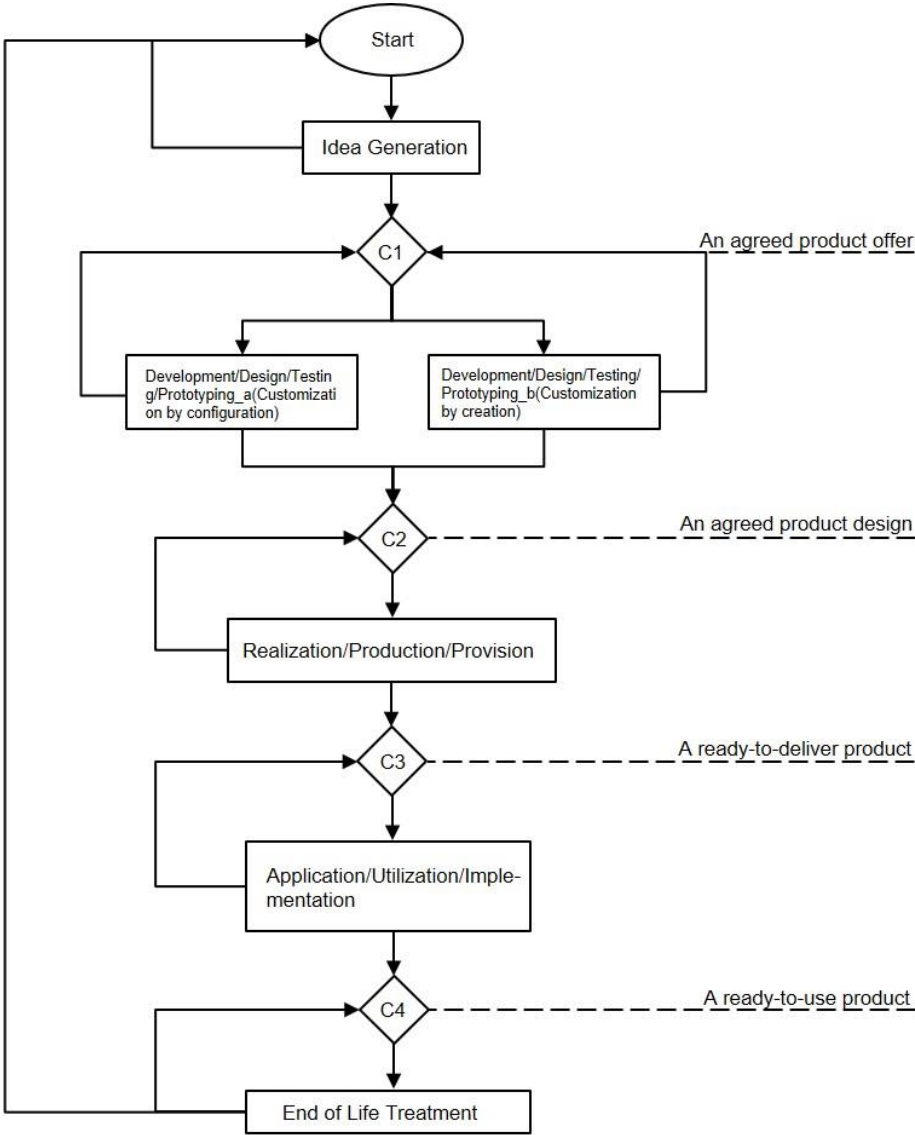 Start
Idea Generation
C1
An agreed product offer
Development/Design/Testin
g/Prototyping_a(Customizati
on by configuration)
Development/Design/Testing/
Prototyping_b(Customization
by creation)
C2
An agreed product design
Realization/Production/Provision
C3
A ready-to-deliver product
Application/Utilization/Imple-
mentation
C4
A ready-to-use product
End of Life Treatment